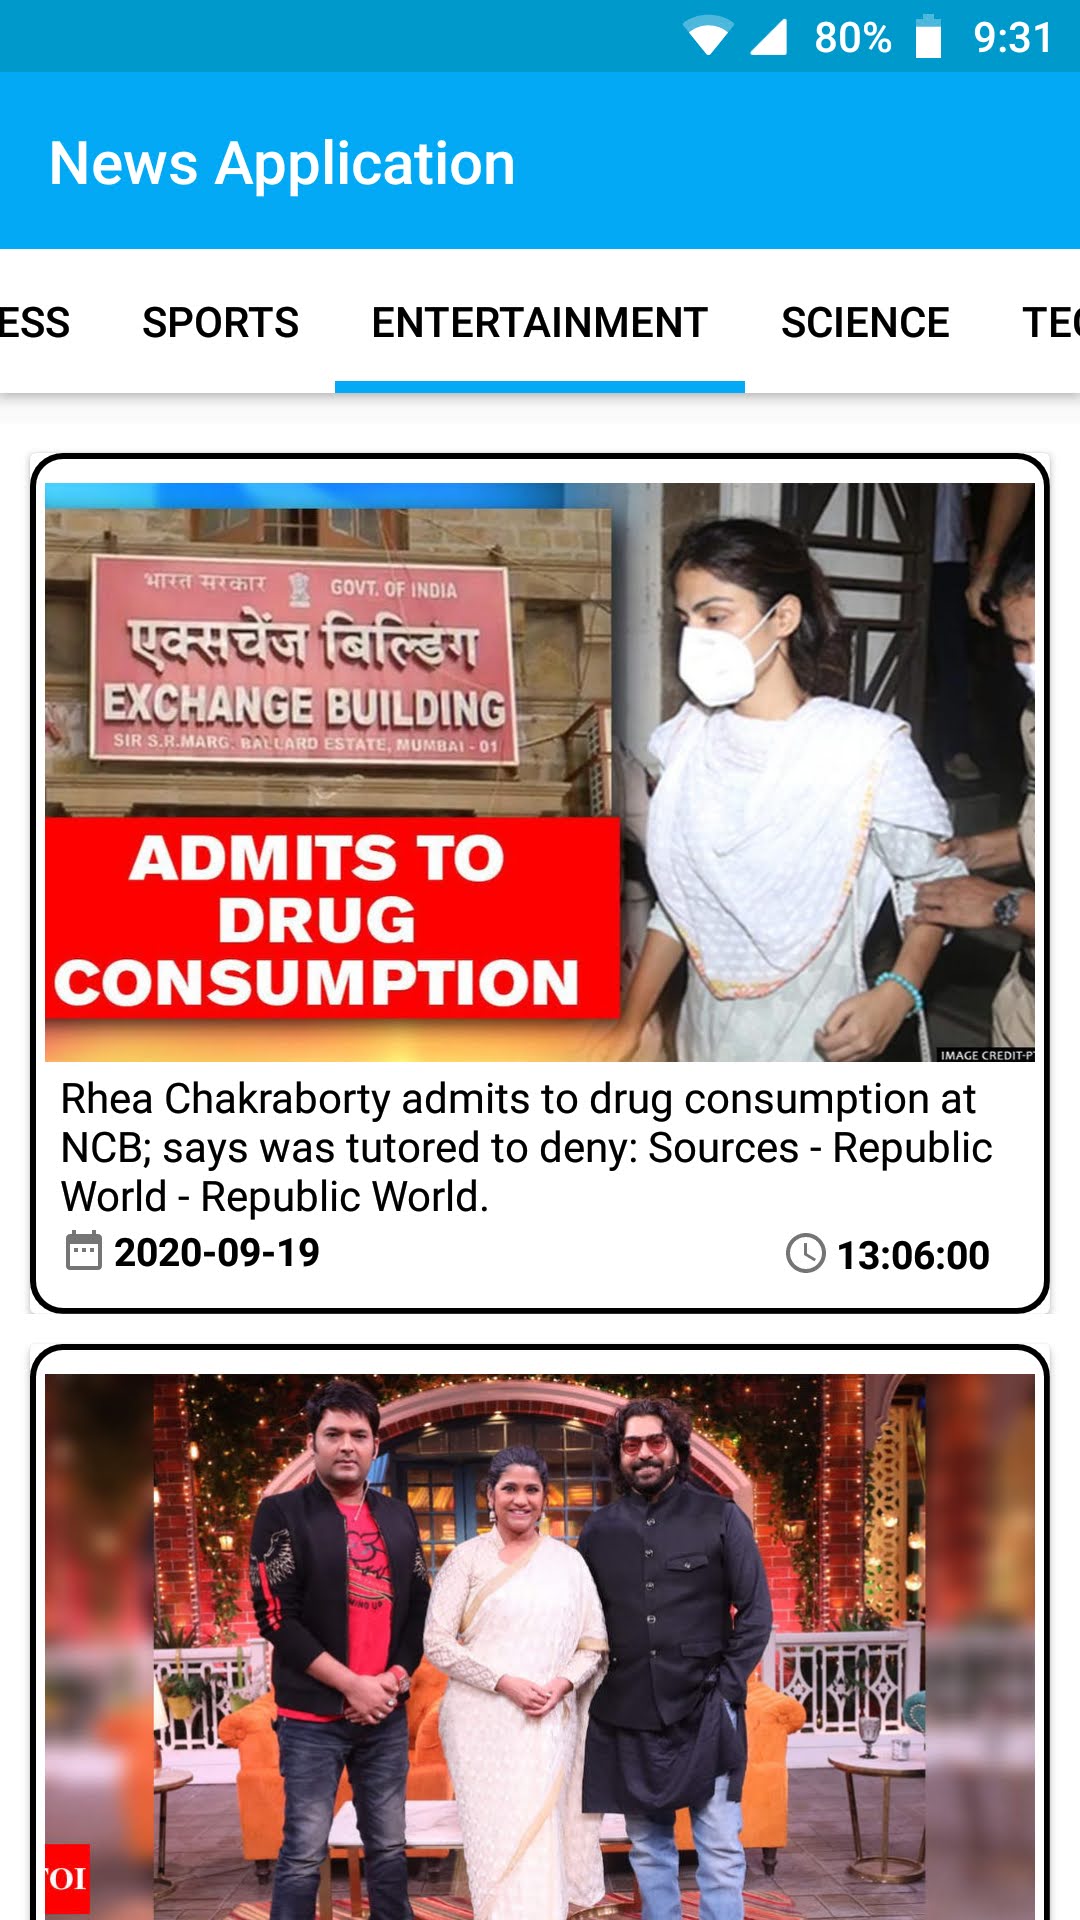 80% 9:31
News Application
ESS SPORTS ENTERTAINMENT SCIENCE TEC
भारत सरकार GOVT. OF INDIA
एक्सचेंज बिल्डिंग
EXCHANGE BUILDING
SIR S.R.MARG, BALLARD ESTATE, MUMBAI - 01
ADMITS TO
DRUG
CONSUMPTION
IMAGE CREDIT-PT
Rhea Chakraborty admits to drug consumption at
NCB; says was tutored to deny: Sources - Republic
World - Republic World.
2020-09-19 13:06:00
TOI